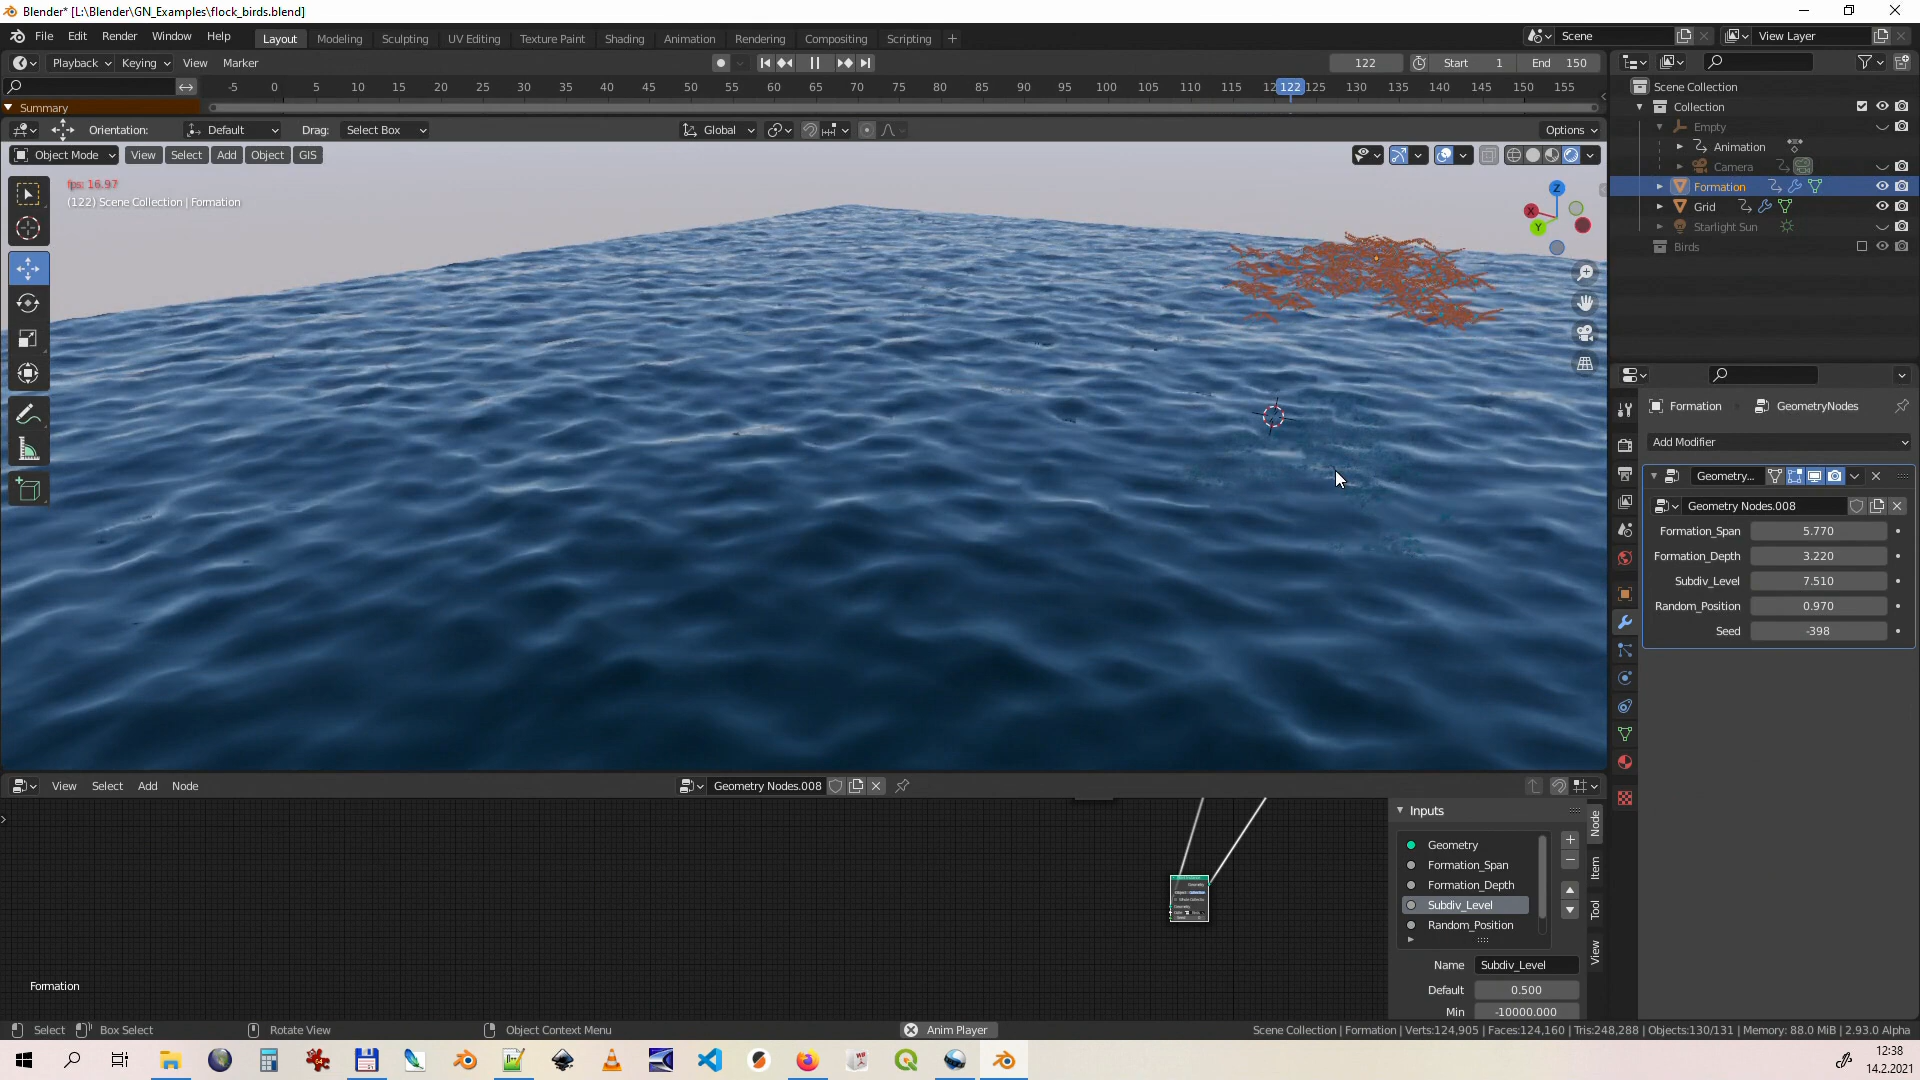 Blender* [L:\Blender\GN_Examples\flock_birds.blend]
File Edit Render Window Help
Layout Modeling Sculpting UV Editing Texture Paint Shading Animation Rendering Compositing Scripting
Scene
View Layer
Playback Keying View Marker
122
Start 1
End 150
-5 0 5 10 15 20 25 30 35 40 45 50 55 60 65 70 75 80 85 90 95 100 105 110 115 122 125 130 135 140 145 150 155
Summary
Orientation: Default Drag: Select Box
Global
Options
Object Mode View Select Add Object GIS
fps: 16.97
(122) Scene Collection | Formation
Z
X
Y
Scene Collection
Collection
Empty
Animation
Camera
Formation
Grid
Starlight Sun
Birds
Formation GeometryNodes
Add Modifier
Geometry...
Geometry Nodes.008
Formation_Span 5.770
Formation_Depth 3.220
Subdiv_Level 7.510
Random_Position 0.970
Seed -398
View Select Add Node
Geometry Nodes.008
Inputs
Geometry
Formation_Span
Formation_Depth
Subdiv_Level
Random_Position
Name Subdiv_Level
Default 0.500
Min -10000.000
Node
Item
Tool
View
Formation
Select Box Select Rotate View Object Context Menu
Anim Player
Scene Collection | Formation | Verts:124,905 | Faces:124,160 | Tris:248,288 | Objects:130/131 | Memory: 88.0 MiB | 2.93.0 Alpha
12:38
14.2.2021